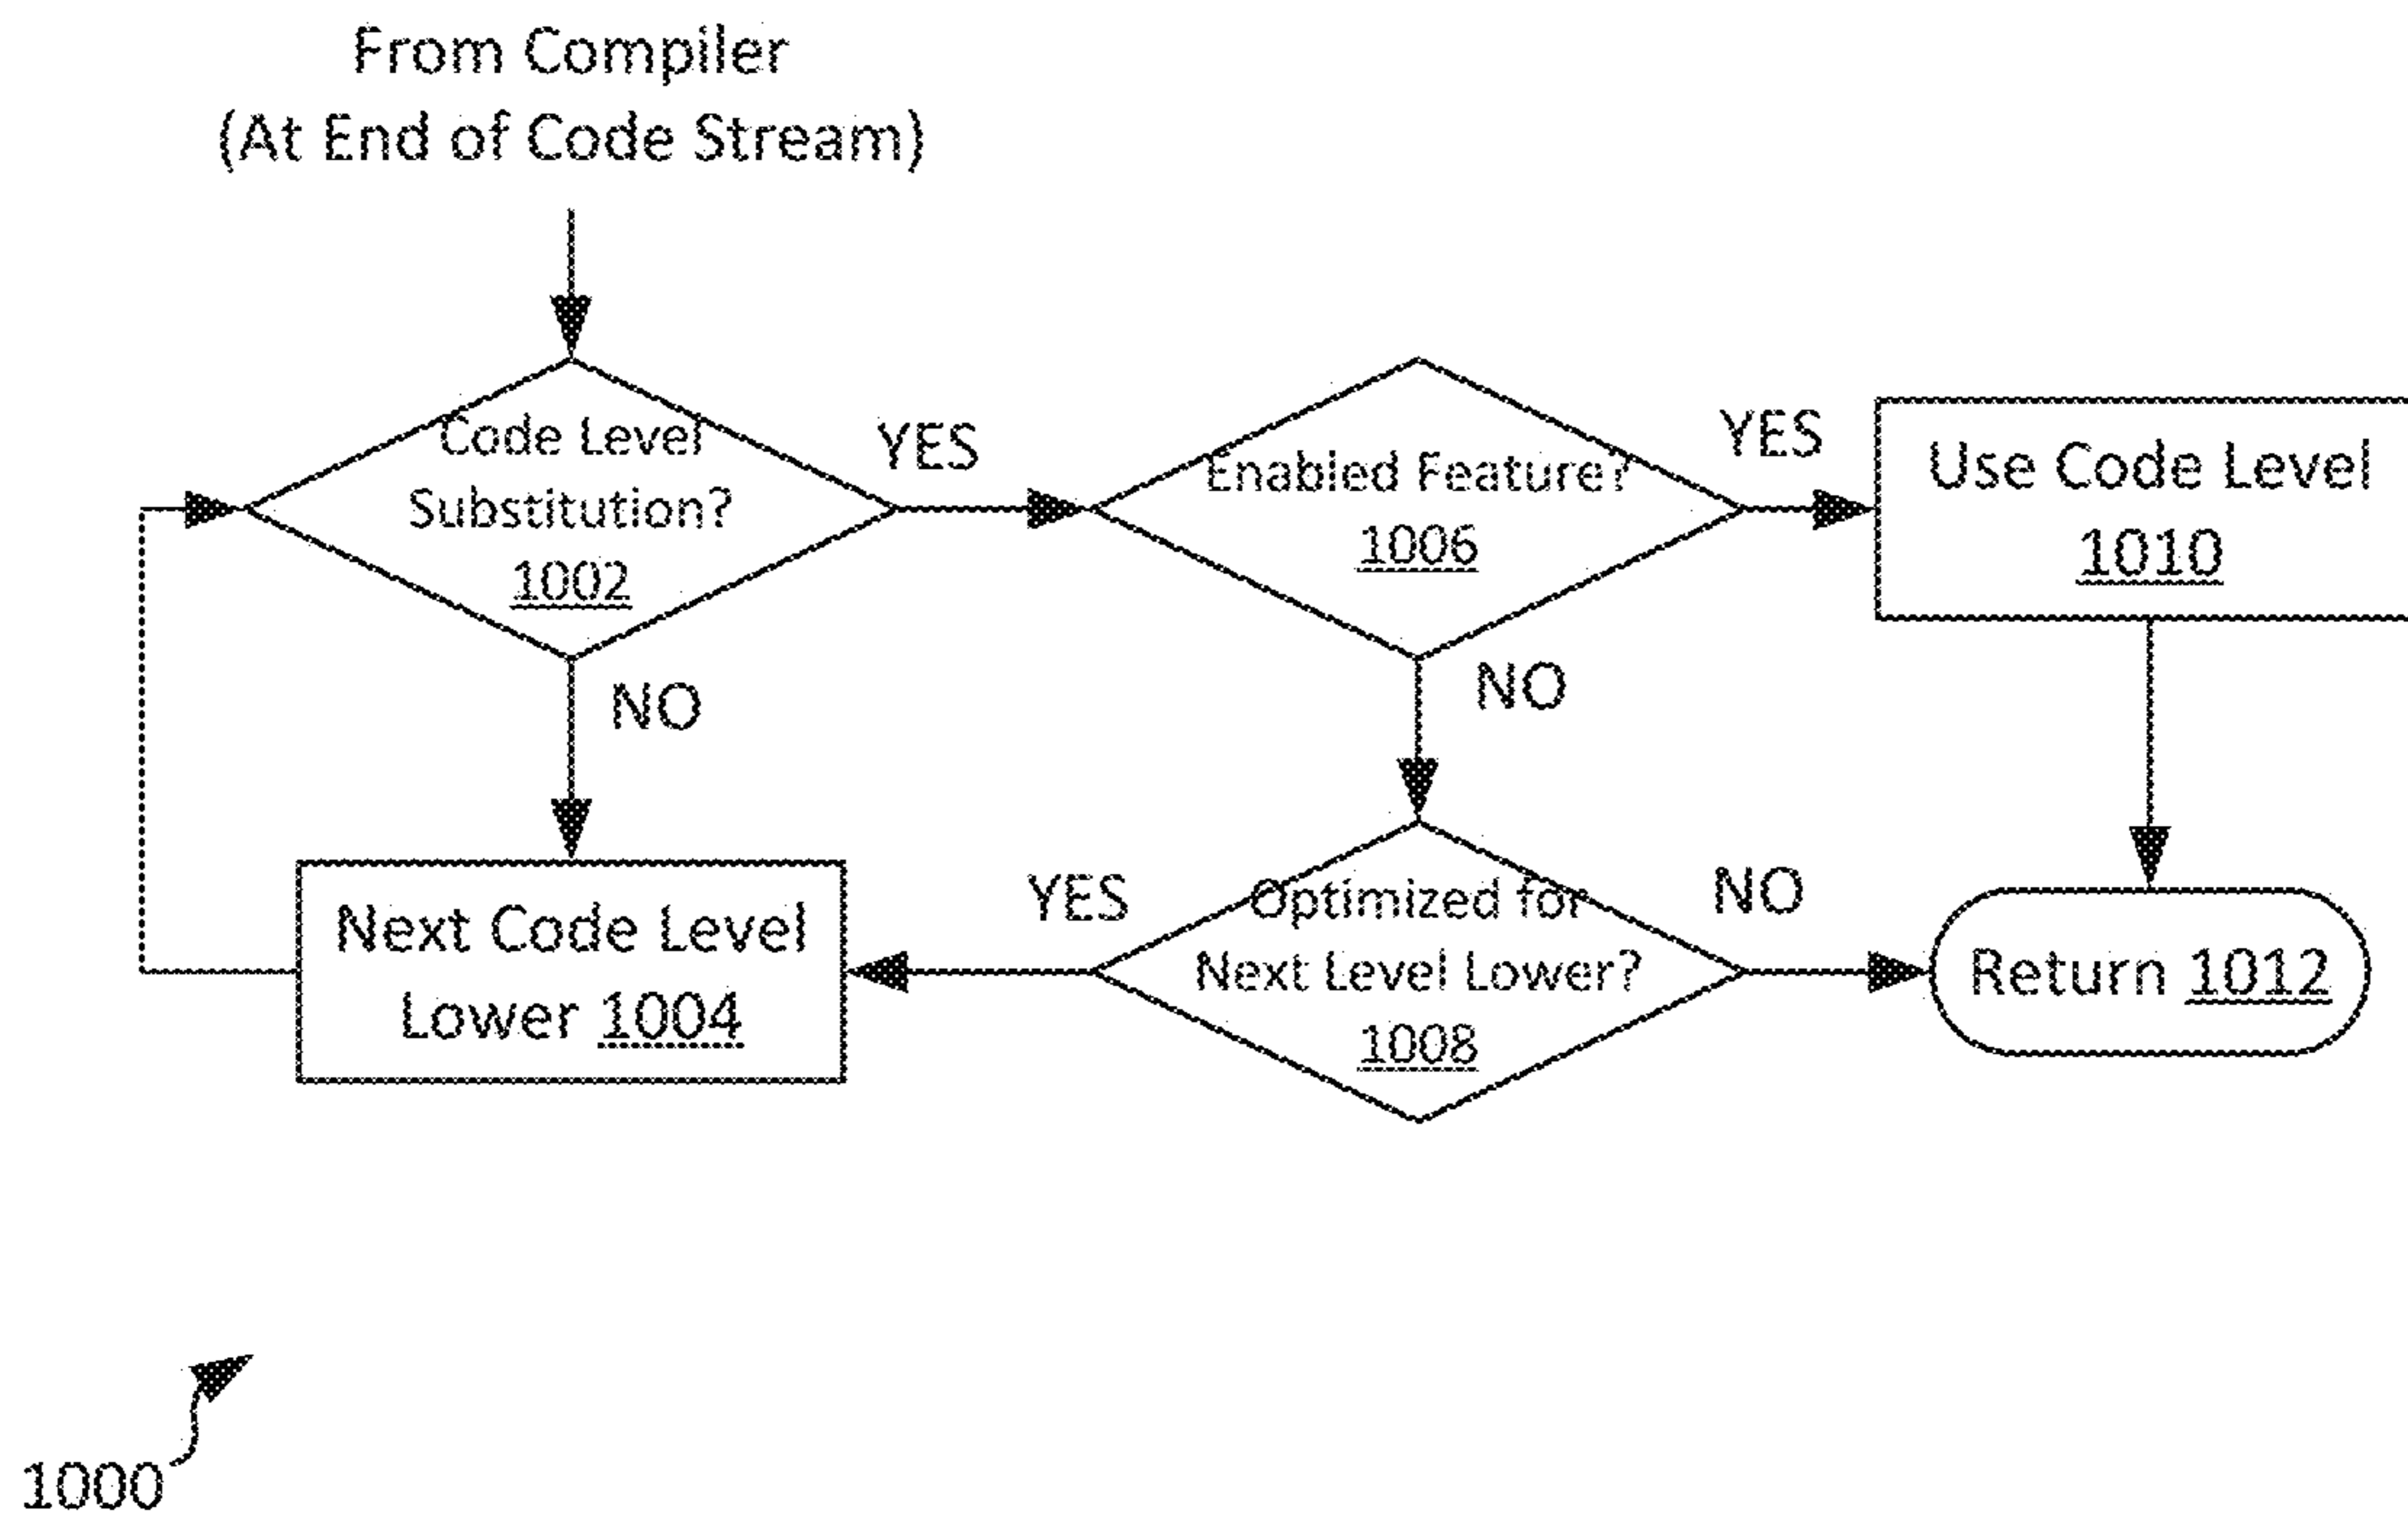 From Compiler
(At End of Code Stream)
Code Level
Substitution?
1002
YES
Enabled Feature?
1006
YES
Use Code Level
1010
NO
NO
Next Code Level
Lower 1004
YES
Optimized for
Next Level Lower?
1008
NO
Return 1012
1000